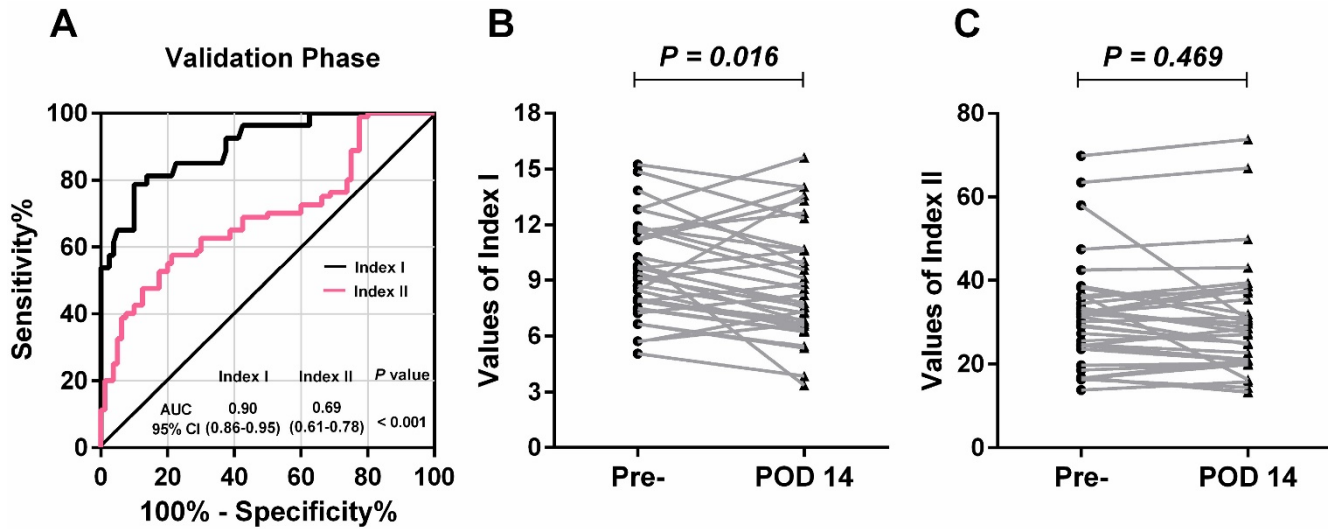 A
Validation Phase
Sensitivity%
100
80
60
40
20
0
Index I
Index II
Index I Index II P value
AUC 0.90 0.69
95% CI (0.86-0.95) (0.61-0.78) < 0.001
0 20 40 60 80 100
100% - Specificity%
B
P = 0.016
Values of Index I
18
15
12
9
6
3
0
Pre- POD 14
C
P = 0.469
Values of Index II
80
60
40
20
0
Pre- POD 14